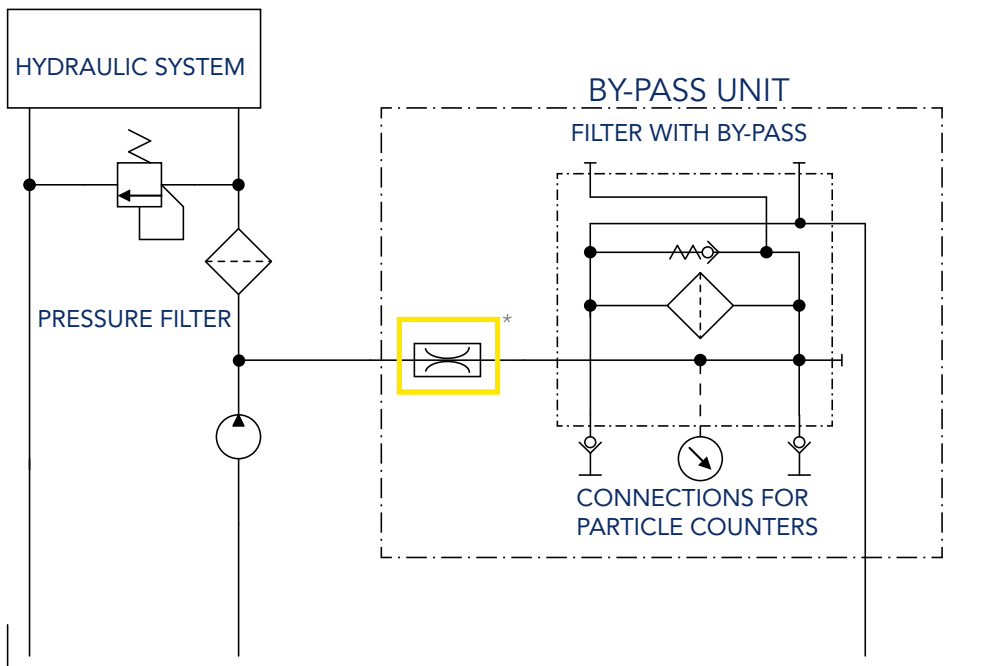 HYDRAULIC SYSTEM
BY-PASS UNIT
FILTER WITH BY-PASS
PRESSURE FILTER
*
CONNECTIONS FOR
PARTICLE COUNTERS